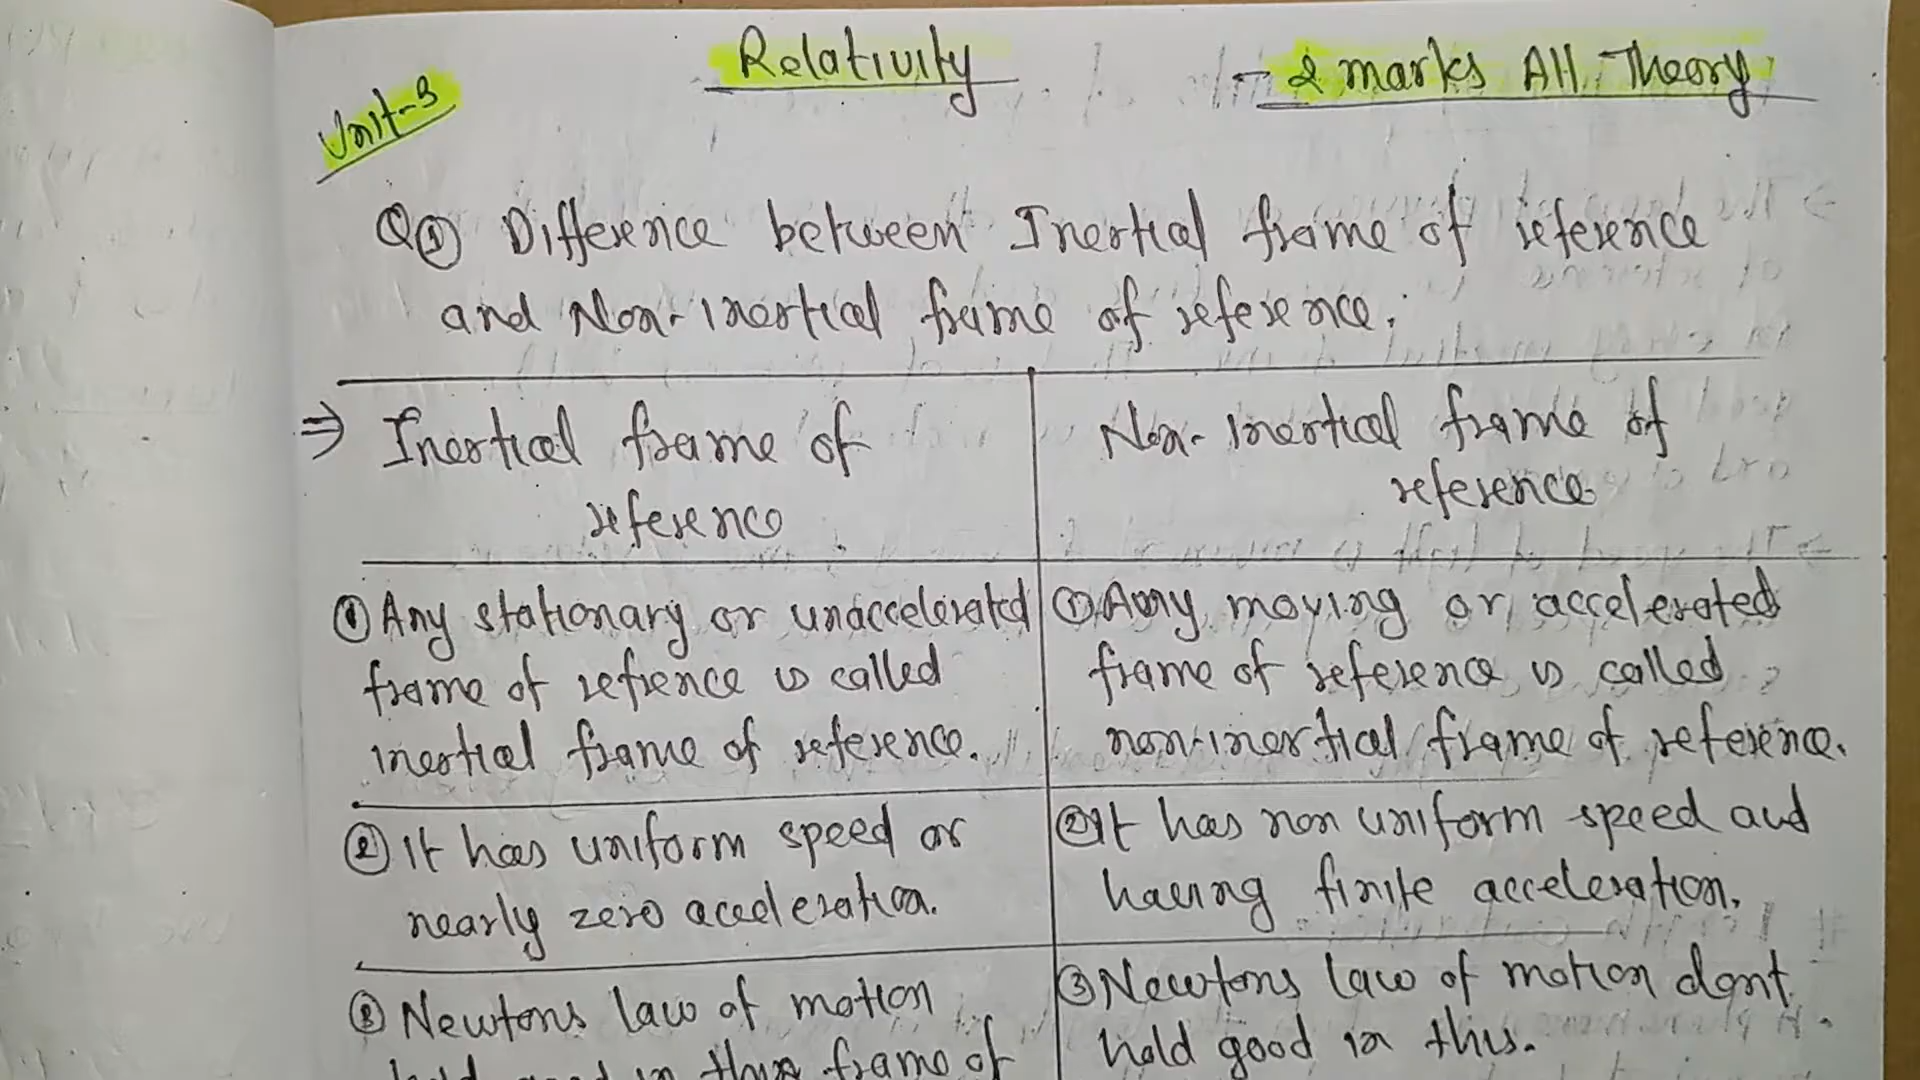 Relativity
- 2 marks All Theory
Unit-3
Q① Difference between Inertial frame of reference
and Non-inertial frame of reference.
⇒ Inertial frame of
reference
Non-inertial frame of
reference
① Any stationary or unaccelerated
frame of refrence is called
inertial frame of reference.
① Any moving or accelerated
frame of reference is called
non-inertial frame of reference.
② It has uniform speed or
nearly zero acceleration.
② It has non uniform speed and
having finite acceleration.
③ Newtons law of motion
frame of
③ Newtons law of motion dont
hold good in this.